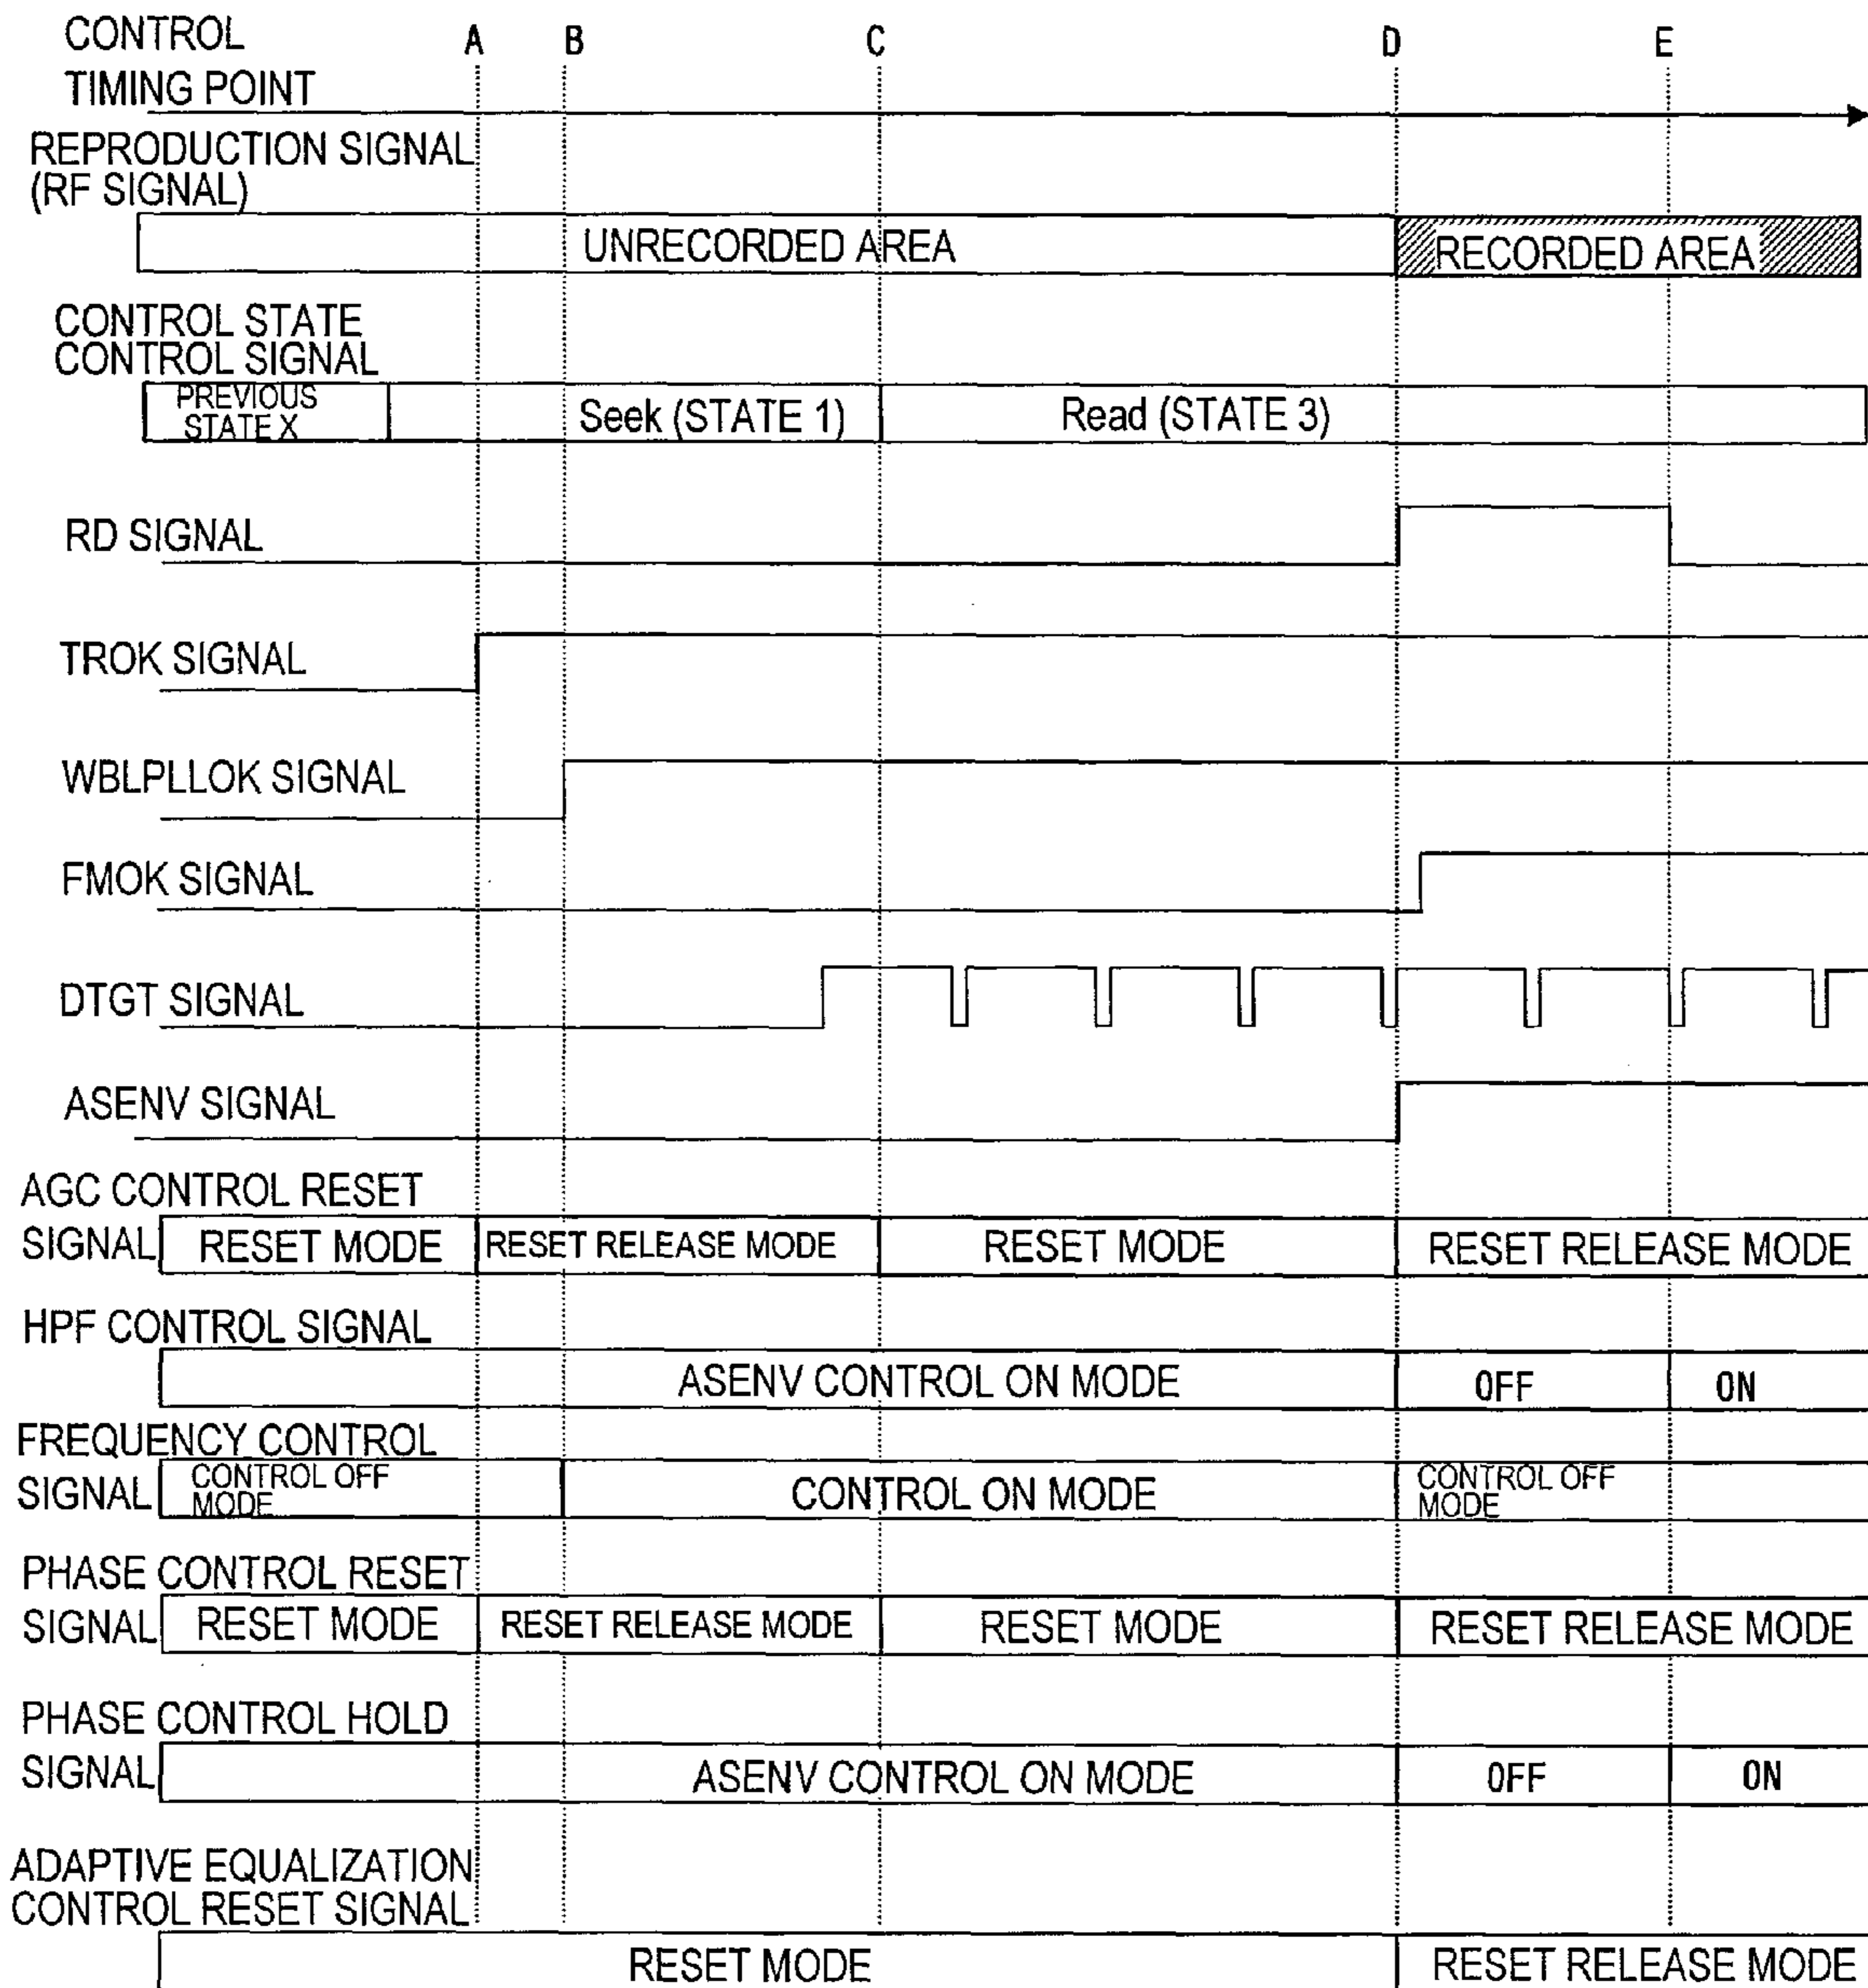 CONTROL
TIMING POINT
A B C D E
REPRODUCTION SIGNAL
(RF SIGNAL)
UNRECORDED AREA RECORDED AREA
CONTROL STATE
CONTROL SIGNAL
PREVIOUS
STATE X
Seek (STATE 1) Read (STATE 3)
RD SIGNAL
TROK SIGNAL
WBLPLLOK SIGNAL
FMOK SIGNAL
DTGT SIGNAL
ASENV SIGNAL
AGC CONTROL RESET
SIGNAL RESET MODE RESET RELEASE MODE RESET MODE RESET RELEASE MODE
HPF CONTROL SIGNAL
ASENV CONTROL ON MODE OFF ON
FREQUENCY CONTROL
SIGNAL
CONTROL OFF
MODE
CONTROL ON MODE
CONTROL OFF
MODE
PHASE CONTROL RESET
SIGNAL RESET MODE RESET RELEASE MODE RESET MODE RESET RELEASE MODE
PHASE CONTROL HOLD
SIGNAL ASENV CONTROL ON MODE OFF ON
ADAPTIVE EQUALIZATION
CONTROL RESET SIGNAL
RESET MODE RESET RELEASE MODE